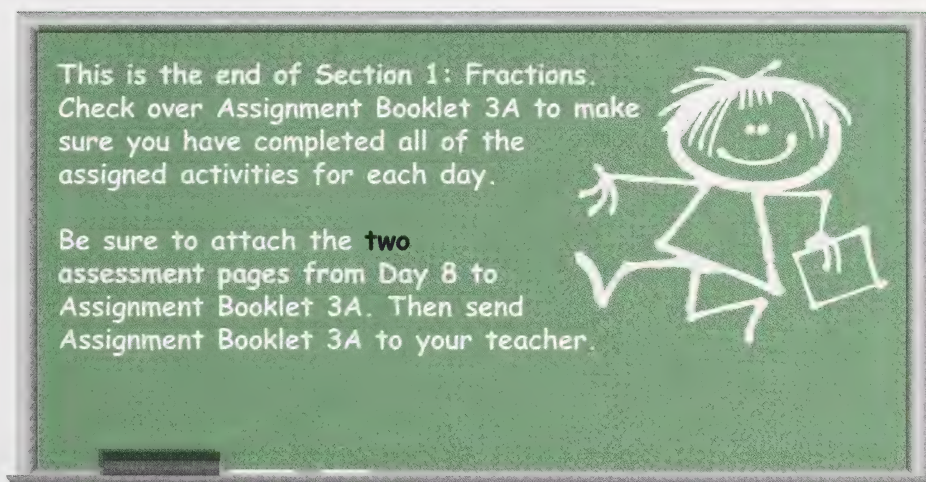 This is the end of Section 1: Fractions.
Check over Assignment Booklet 3A to make
sure you have completed all of the
assigned activities for each day.
Be sure to attach the two
assessment pages from Day 8 to
Assignment Booklet 3A. Then send
Assignment Booklet 3A to your teacher.